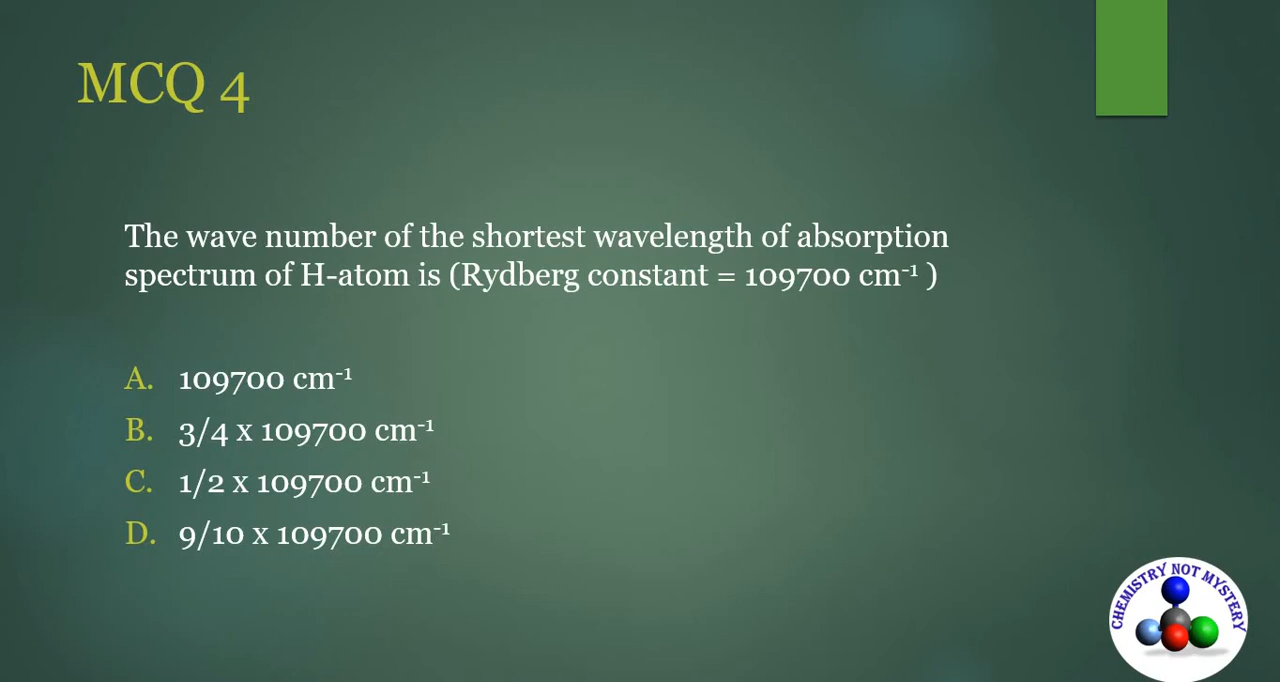 MCQ 4
The wave number of the shortest wavelength of absorption
spectrum of H-atom is (Rydberg constant = 109700 cm⁻¹ )
A. 109700 cm⁻¹
B. 3/4 x 109700 cm⁻¹
C. 1/2 x 109700 cm⁻¹
D. 9/10 x 109700 cm⁻¹
CHEMISTRY NOT MYSTERY